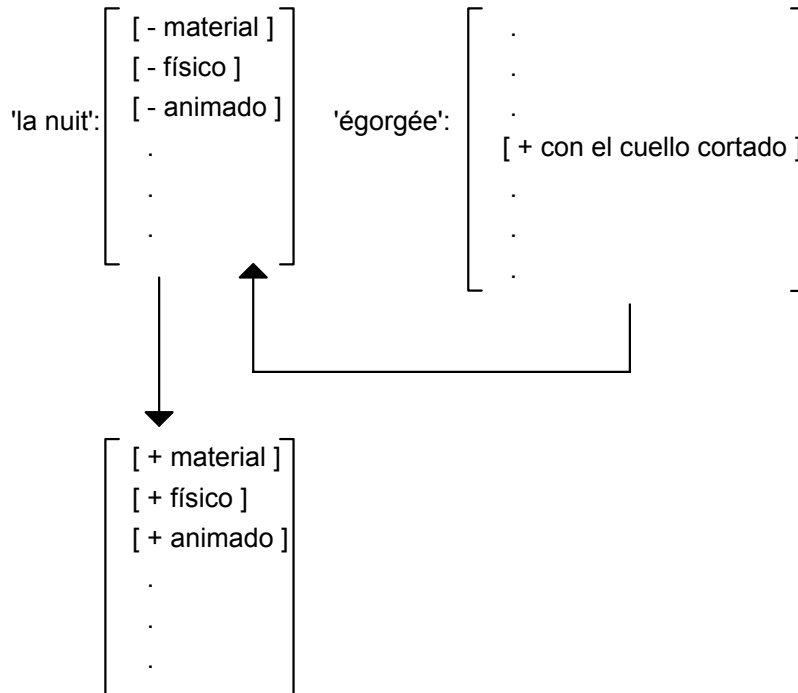 'la nuit':
[ - material ]
[ - físico ]
[ - animado ]
.
.
.
'égorgée':
.
.
.
[ + con el cuello cortado ]
.
.
.
[ + material ]
[ + físico ]
[ + animado ]
.
.
.